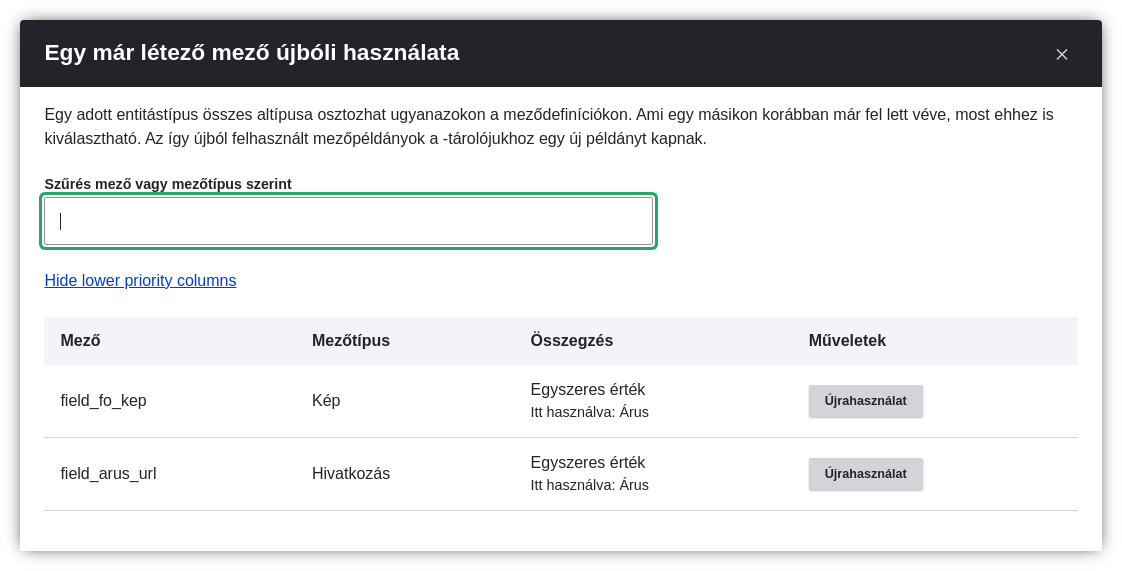 Egy már létező mező újbóli használata
Egy adott entitástípus összes altípusa osztozhat ugyanazokon a meződefiníciókon. Ami egy másikon korábban már fel lett véve, most ehhez is
kiválasztható. Az így újból felhasznált mezőpéldányok a -tárolójukhoz egy új példányt kapnak.
Szűrés mező vagy mezőtípus szerint
Hide lower priority columns
Mező Mezőtípus Összegzés Műveletek
field_fo_kep Kép Egyszeres érték Újrahasználat
Itt használva: Árus
field_arus_url Hivatkozás Egyszeres érték Újrahasználat
Itt használva: Árus